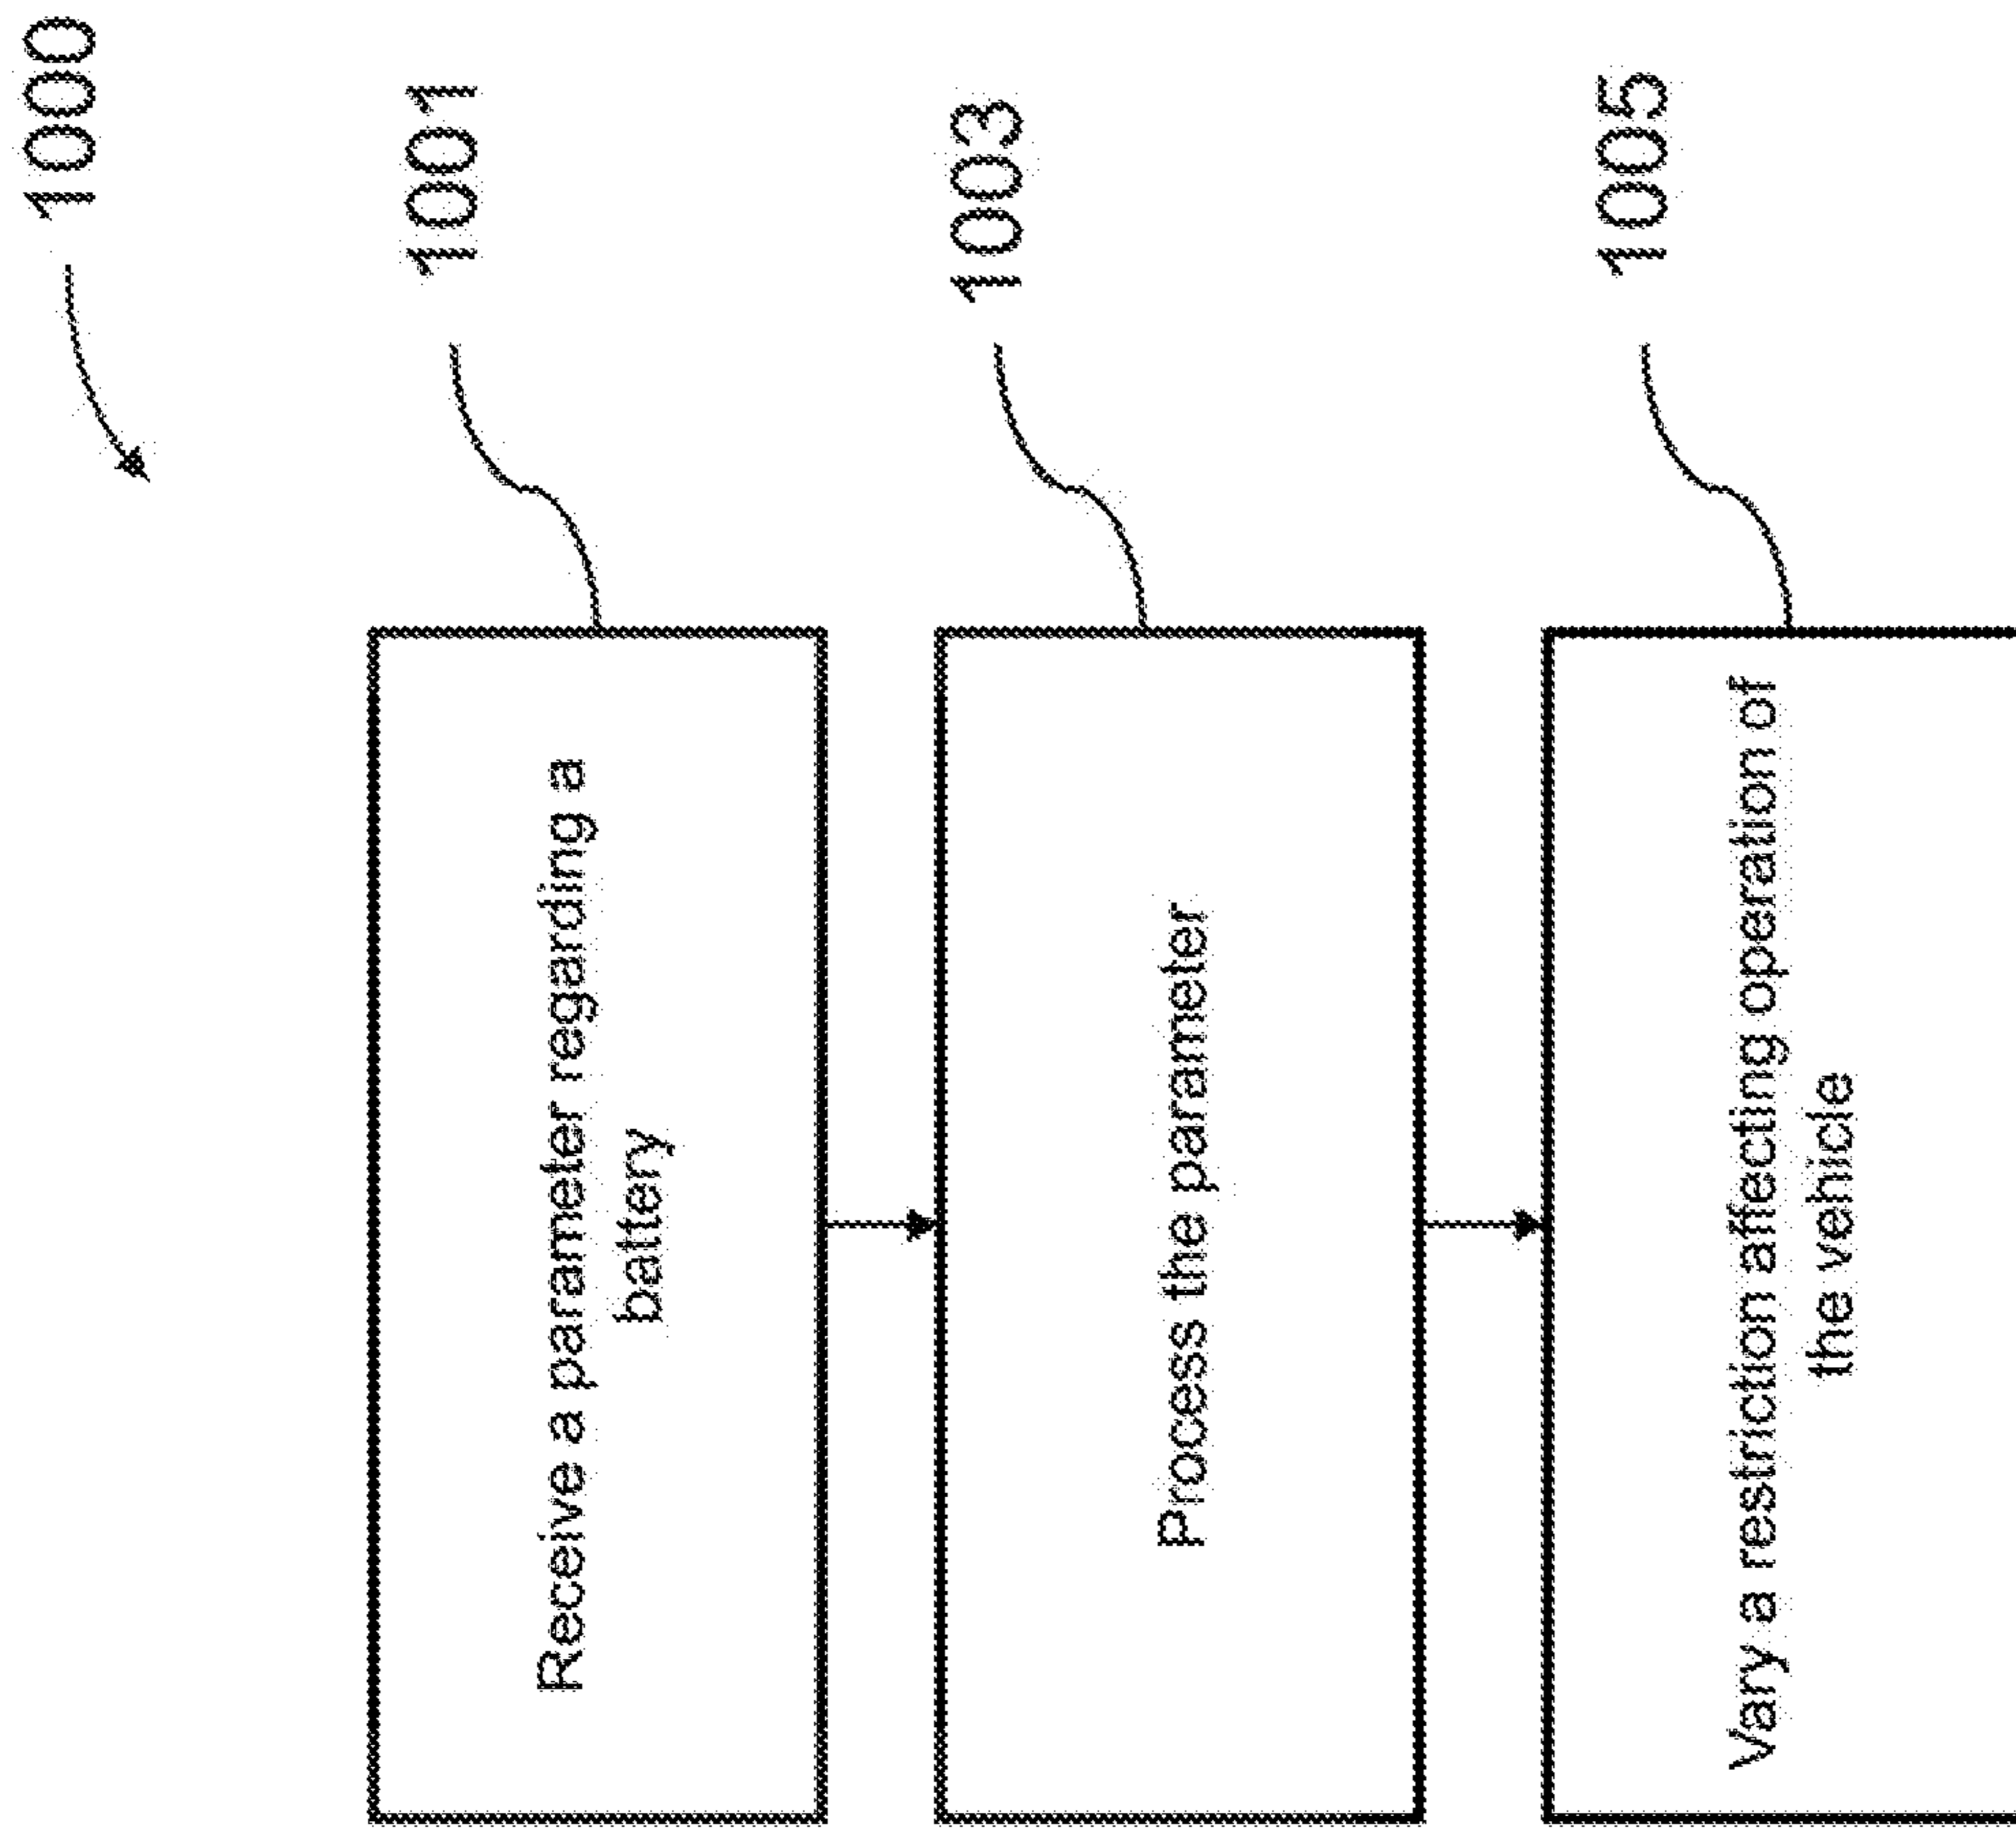 1000
1001
Receive a parameter regarding a
battery
1003
Process the parameter
1005
Vary a restriction affecting operation of
the vehicle